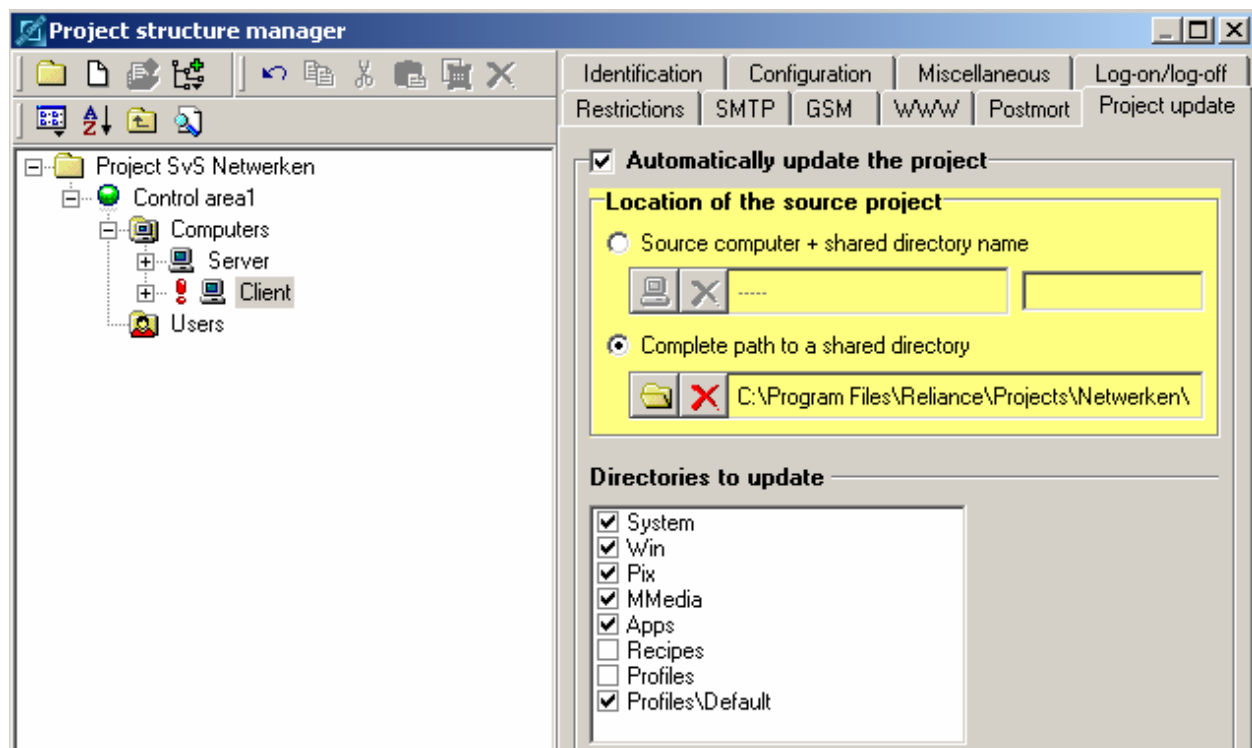 Project structure manager
Identification Configuration Miscellaneous Log-on/log-off
Restrictions SMTP GSM WWW Postmort Project update
Project SvS Netwerken
Control area1
Computers
Server
Client
Users
Automatically update the project
Location of the source project
Source computer + shared directory name
-----
Complete path to a shared directory
C:\Program Files\Reliance\Projects\Netwerken\
Directories to update
System
Win
Pix
MMedia
Apps
Recipes
Profiles
Profiles\Default